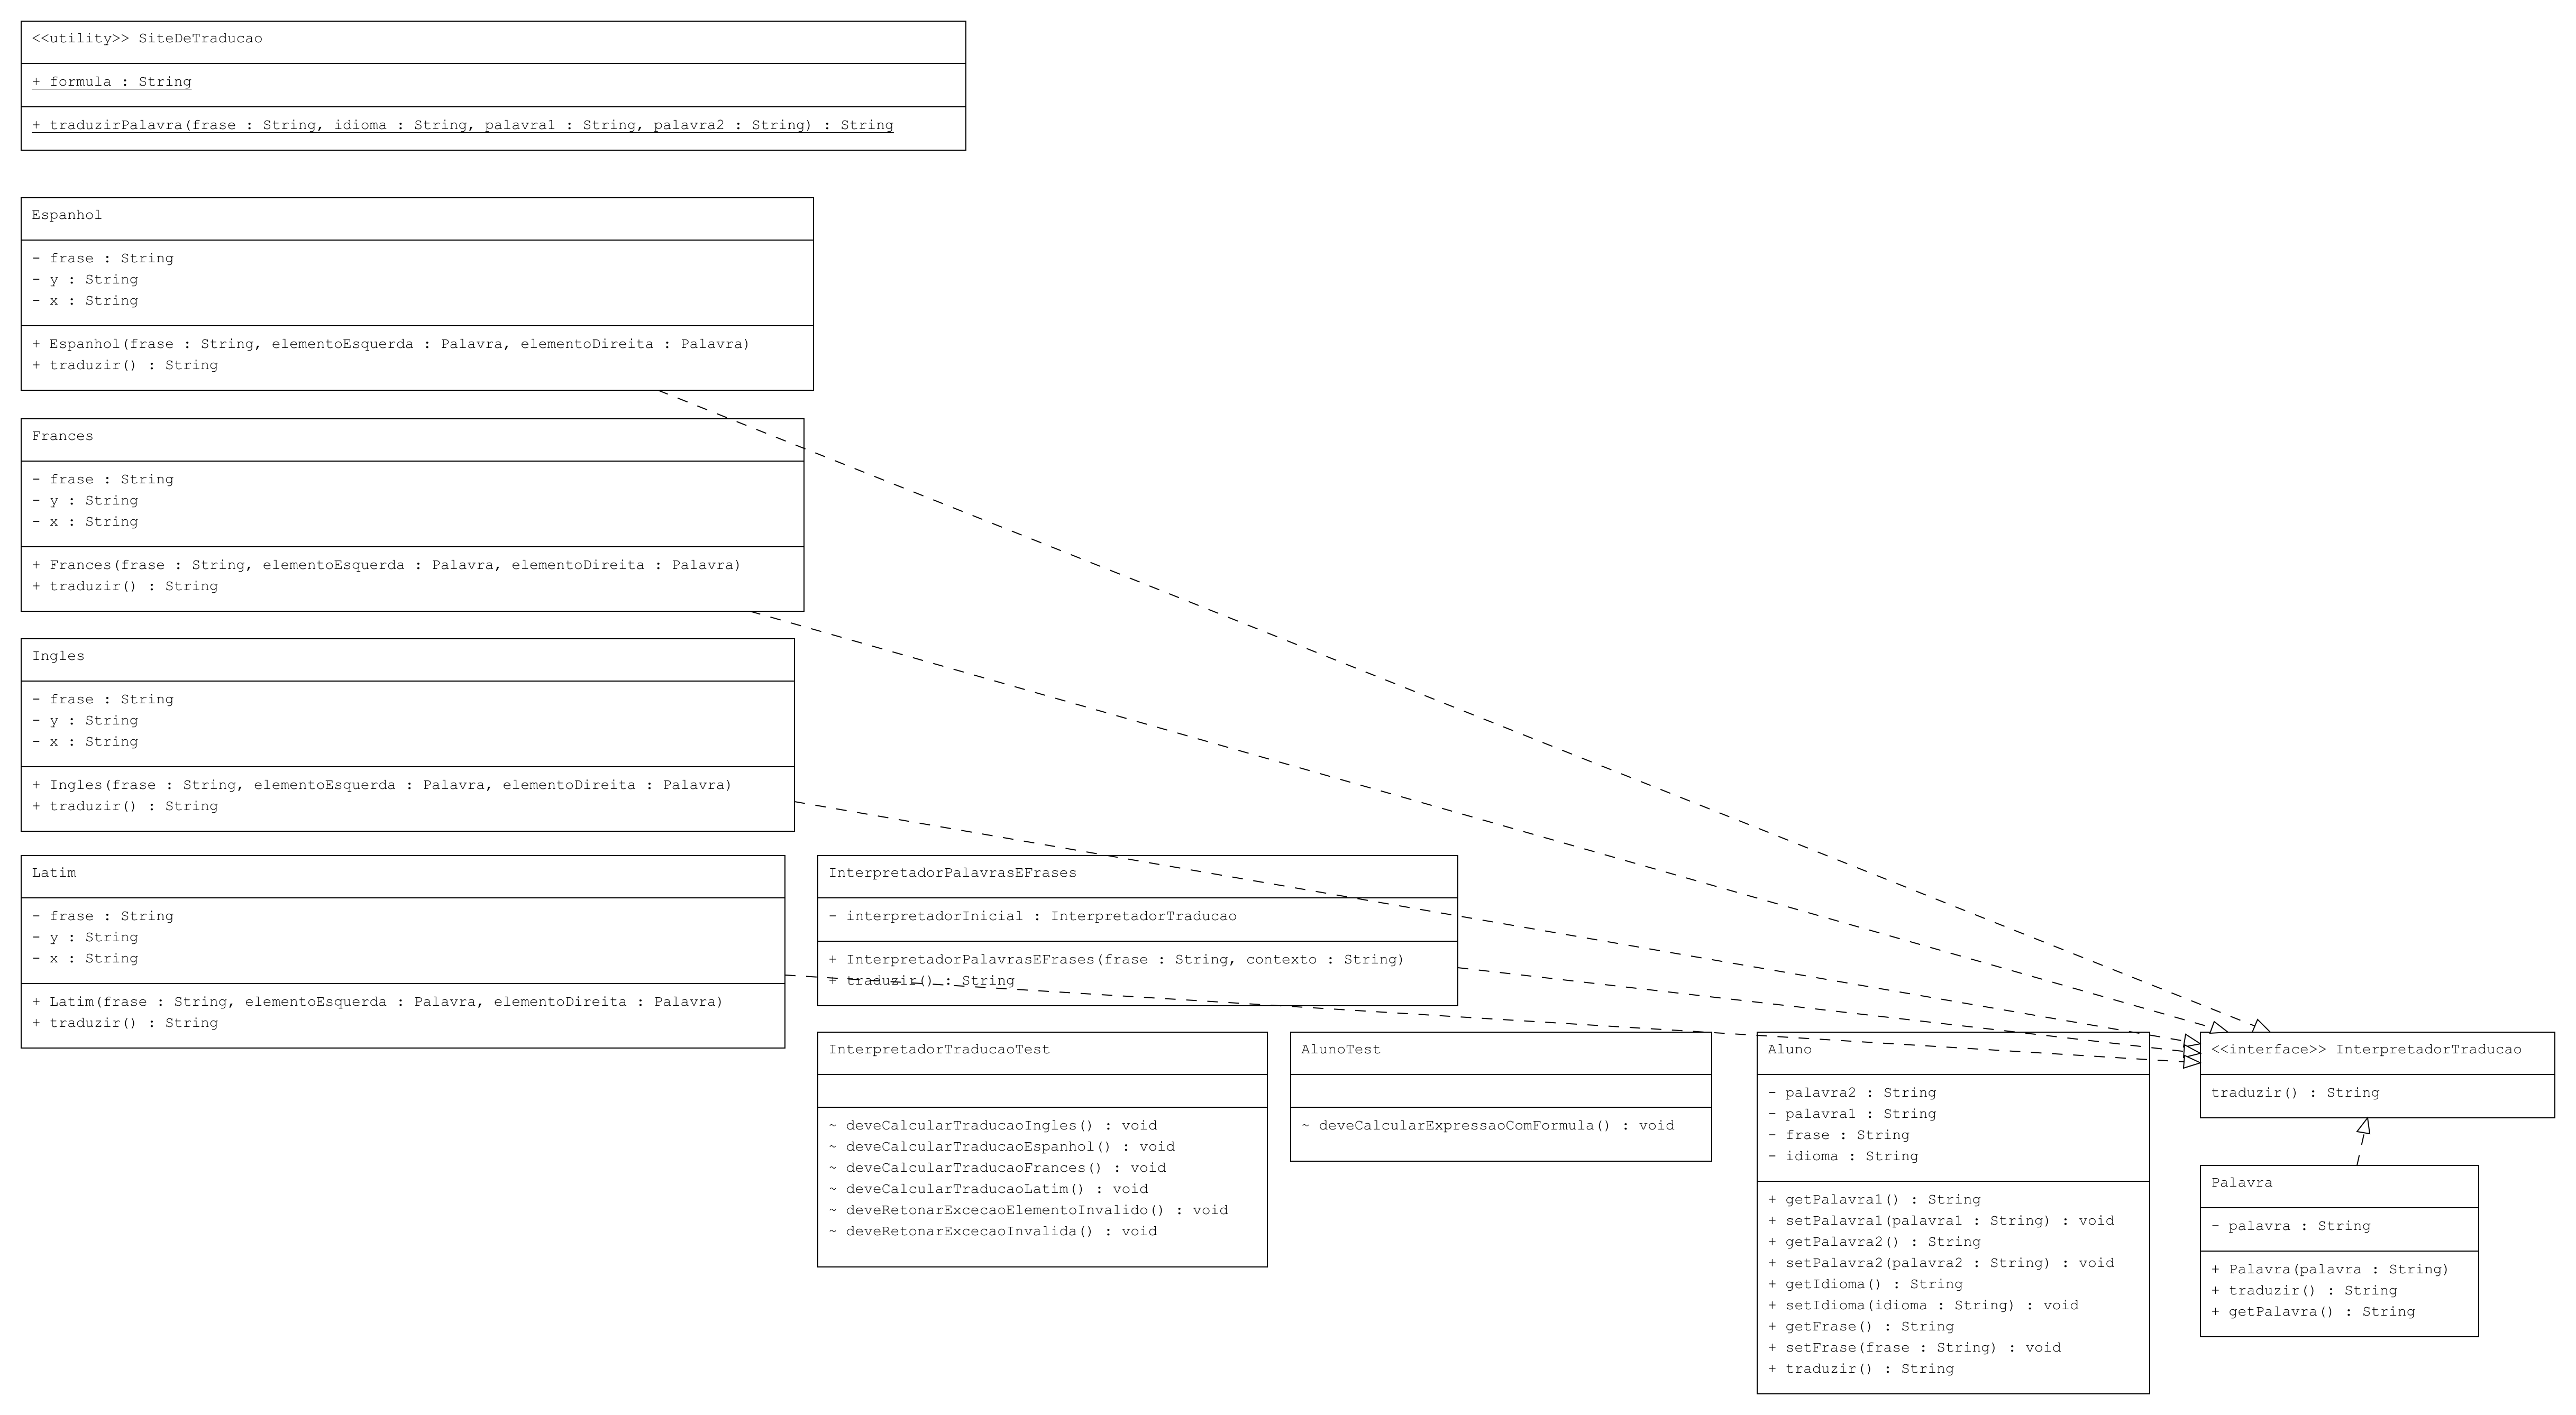 <<utility>> SiteDeTraducao
+ formula : String
+ traduzirPalavra(frase : String, idioma : String, palavra1 : String, palavra2 : String) : String
Espanhol
- frase : String
- y : String
- x : String
+ Espanhol(frase : String, elementoEsquerda : Palavra, elementoDireita : Palavra)
+ traduzir() : String
Frances
- frase : String
- y : String
- x : String
+ Frances(frase : String, elementoEsquerda : Palavra, elementoDireita : Palavra)
+ traduzir() : String
Ingles
- frase : String
- y : String
- x : String
+ Ingles(frase : String, elementoEsquerda : Palavra, elementoDireita : Palavra)
+ traduzir() : String
Latim
- frase : String
- y : String
- x : String
+ Latim(frase : String, elementoEsquerda : Palavra, elementoDireita : Palavra)
+ traduzir() : String
InterpretadorPalavrasEFrases
- interpretadorInicial : InterpretadorTraducao
+ InterpretadorPalavrasEFrases(frase : String, contexto : String)
+ traduzir() : String
InterpretadorTraducaoTest
~ deveCalcularTraducaoIngles() : void
~ deveCalcularTraducaoEspanhol() : void
~ deveCalcularTraducaoFrances() : void
~ deveCalcularTraducaoLatim() : void
~ deveRetonarExcecaoElementoInvalido() : void
~ deveRetonarExcecaoInvalida() : void
AlunoTest
~ deveCalcularExpressaoComFormula() : void
Aluno
- palavra2 : String
- palavra1 : String
- frase : String
- idioma : String
+ getPalavra1() : String
+ setPalavra1(palavra1 : String) : void
+ getPalavra2() : String
+ setPalavra2(palavra2 : String) : void
+ getIdioma() : String
+ setIdioma(idioma : String) : void
+ getFrase() : String
+ setFrase(frase : String) : void
+ traduzir() : String
<<interface>> InterpretadorTraducao
traduzir() : String
Palavra
- palavra : String
+ Palavra(palavra : String)
+ traduzir() : String
+ getPalavra() : String